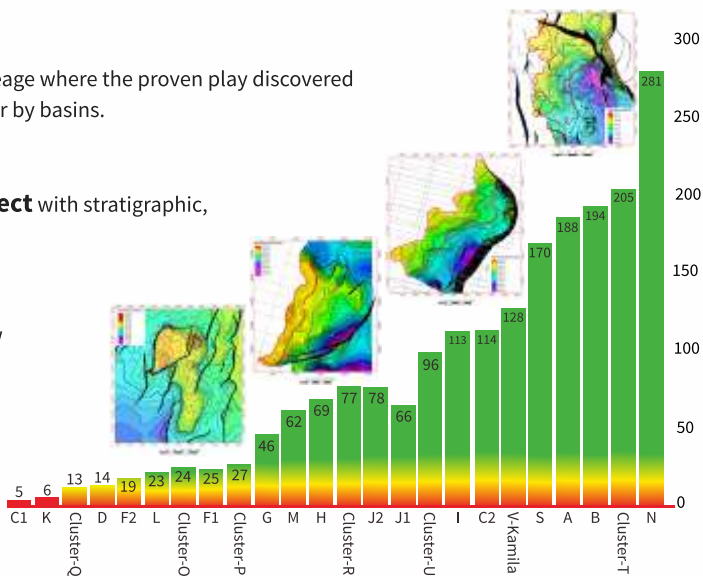 eage where the proven play discovered
r by basins.
ect with stratigraphic,
300
250
200
150
100
50
0
5
6
13
14
19
23
24
25
27
46
62
69
77
78
66
96
113
114
128
170
188
194
205
281
C1
K
Cluster-Q
D
F2
L
Cluster-O
F1
Cluster-P
G
M
H
Cluster-R
J2
J1
Cluster-U
I
C2
V-Kamila
S
A
B
Cluster-T
N